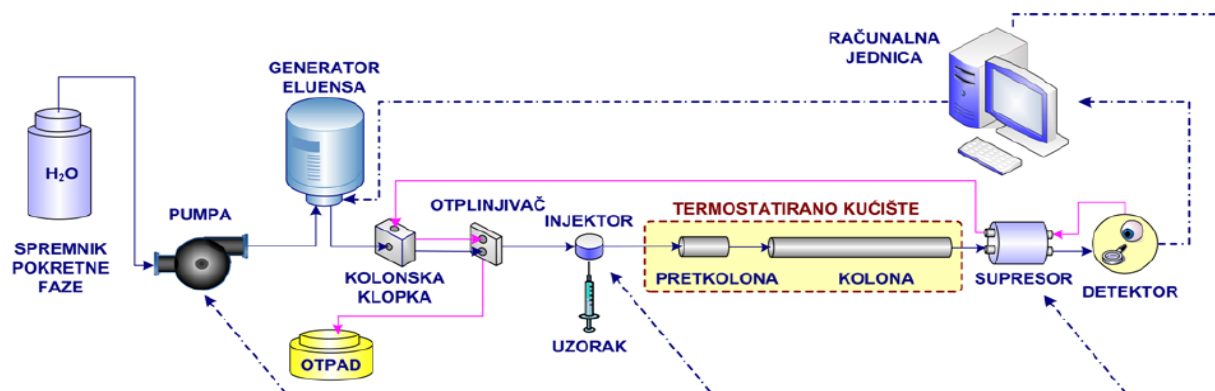 RAČUNALNA
JEDNICA
GENERATOR
ELUENSA
H₂O
PUMPA
SPREMNIK
POKRETNE
FAZE
OTPLINJIVAČ
INJEKTOR
TERMOSTATIRANO KUĆIŠTE
KOLONSKA
KLOPKA
PRETKOLONA
KOLONA
SUPRESOR
DETEKTOR
UZORAK
OTPAD